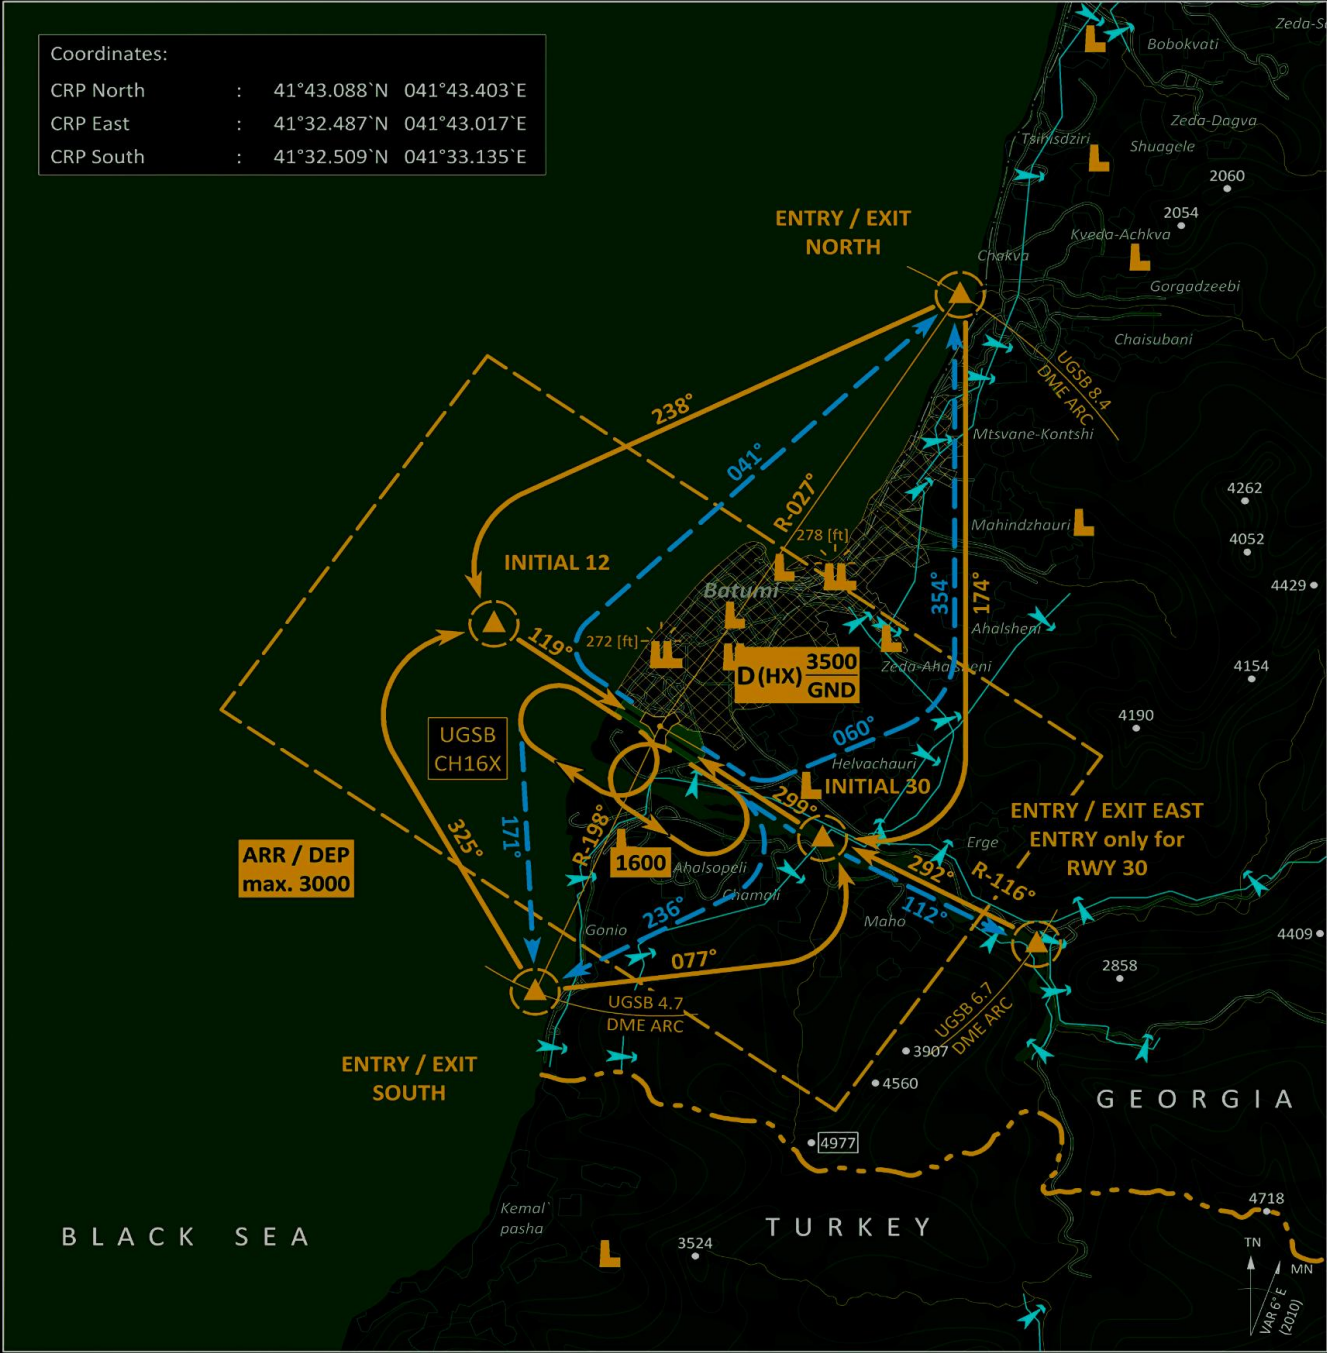 Coordinates:
CRP North : 41°43.088`N 041°43.403`E
CRP East : 41°32.487`N 041°43.017`E
CRP South : 41°32.509`N 041°33.135`E
Bobokvati
Zeda-Dagva
Tsihisdziri
Shuagele
2060
2054
ENTRY / EXIT
NORTH
Kveda-Achkva
Chakva
Gorgadzeebi
Chaisubani
UGSB 8.4
DME ARC
238°
041°
Mtsvane-Kontshi
R-027°
4262
Mahindzhauri
278 [ft]
4052
INITIAL 12
4429
Batumi
354°
174°
119°
272 [ft]
Ahalsheni
Zeda-Ahalsheni
D(HX) 3500
GND
4154
4190
UGSB
CH16X
060°
Helvachauri
INITIAL 30
299°
ENTRY / EXIT EAST
ENTRY only for
RWY 30
325°
171°
R-198°
ARR / DEP
max. 3000
1600
Ahalsopeli
Erge
292°
R-116°
Chamali
236°
112°
Maho
Gonio
4409
077°
2858
UGSB 4.7
DME ARC
UGSB 6.7
DME ARC
3907
ENTRY / EXIT
SOUTH
4560
GEORGIA
4977
Kemal`
pasha
4718
BLACK SEA
TURKEY
3524
TN
MN
VAR 6° E
(2010)